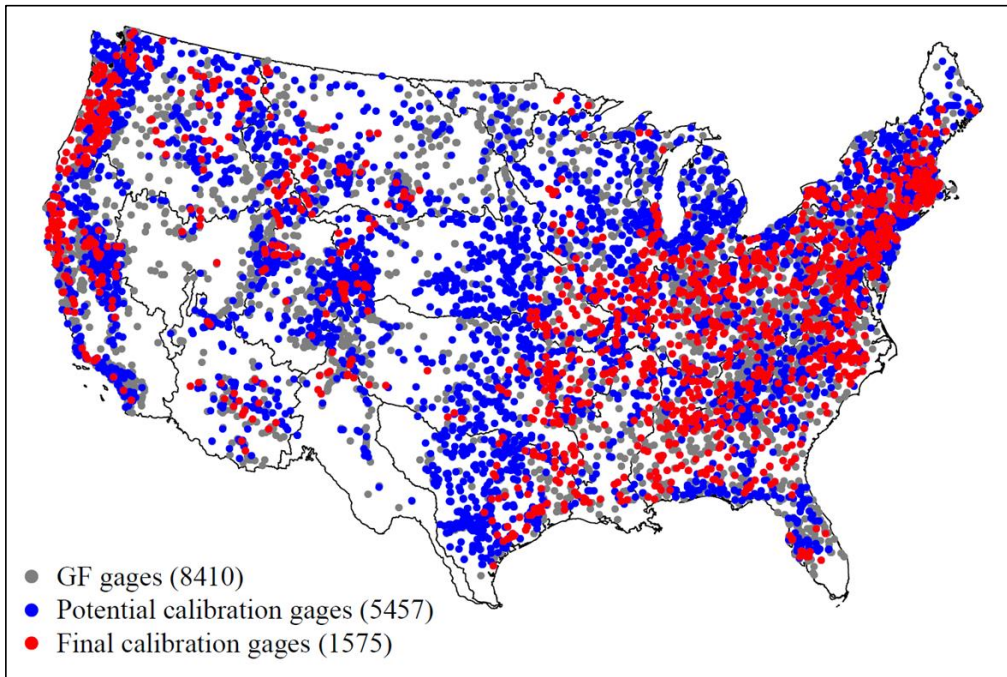 GF gages (8410)
Potential calibration gages (5457)
Final calibration gages (1575)